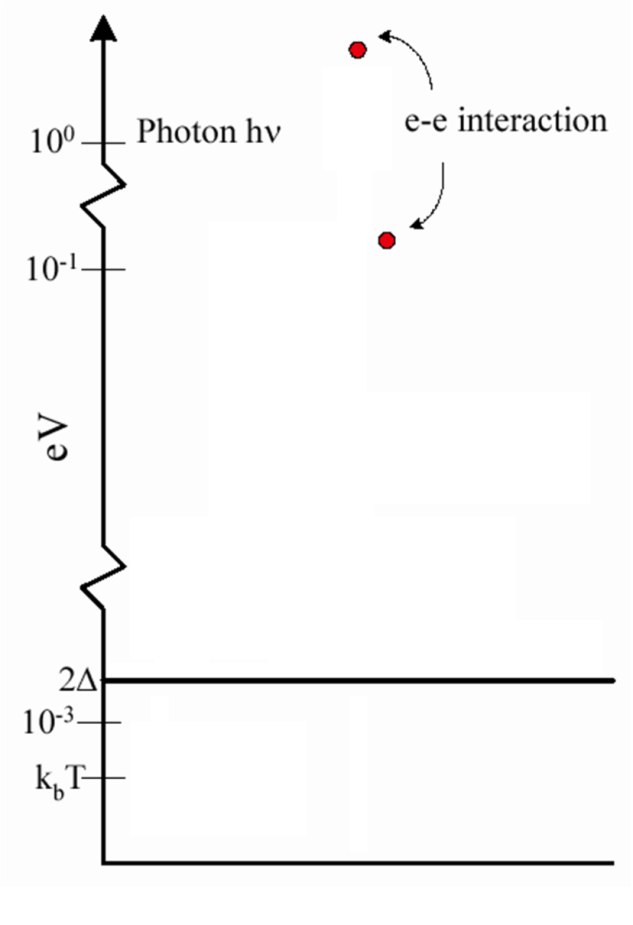 10⁰
Photon hν
e-e interaction
10⁻¹
eV
2Δ
10⁻³
k_bT